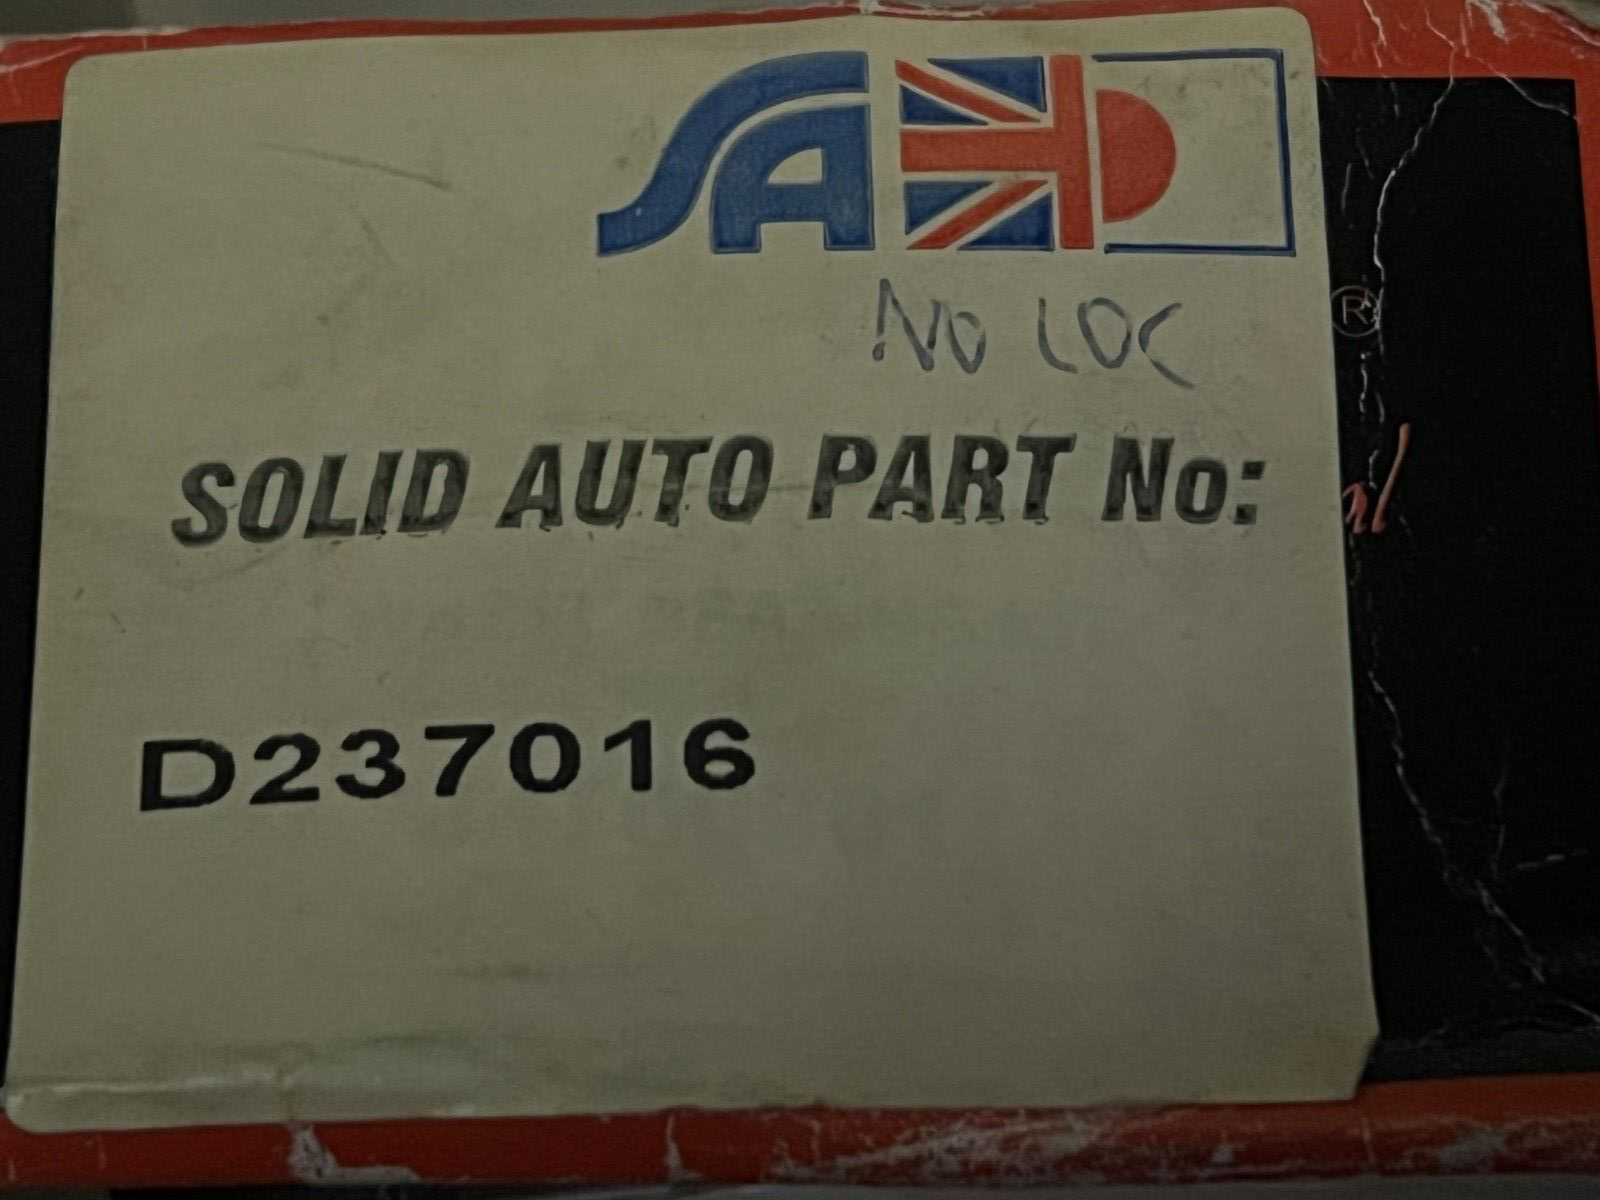 SA
NO LOC
®
SOLID AUTO PART No:
D237016